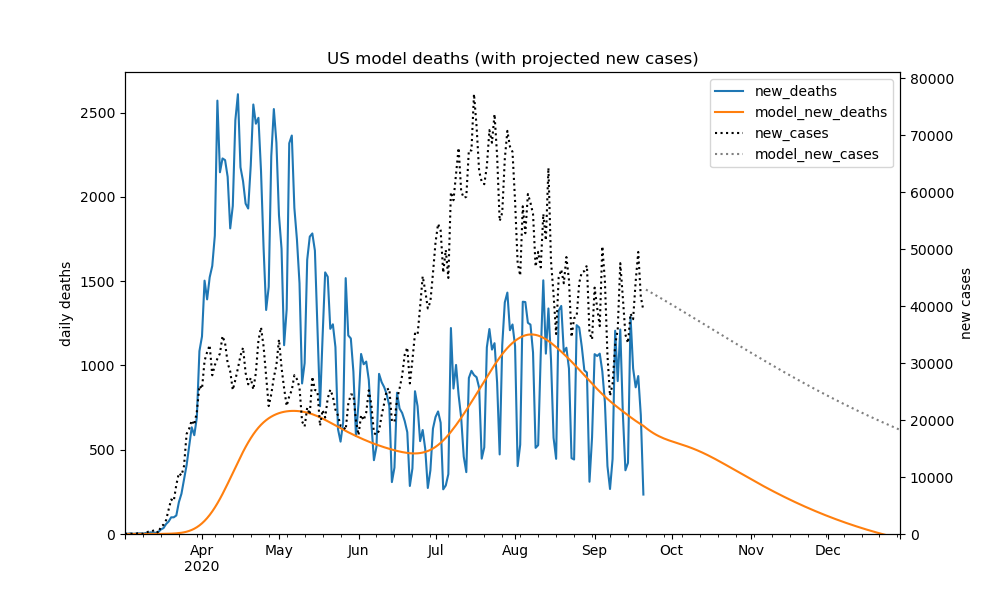 US model deaths (with projected new cases)
new_deaths
model_new_deaths
new_cases
model_new_cases
daily deaths
2500
2000
1500
1000
500
0
80000
70000
60000
50000
40000
30000
20000
10000
0
new cases
Apr
2020
May
Jun
Jul
Aug
Sep
Oct
Nov
Dec